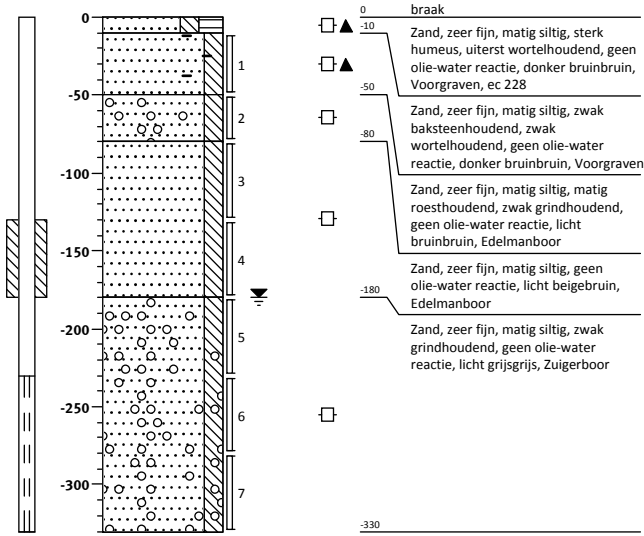 0
-50
-100
-150
-200
-250
-300
1
2
3
4
5
6
7
0
braak
-10
Zand, zeer fijn, matig siltig, sterk
humeus, uiterst wortelhoudend, geen
olie-water reactie, donker bruinbruin,
Voorgraven, ec 228
-50
Zand, zeer fijn, matig siltig, zwak
baksteenhoudend, zwak
wortelhoudend, geen olie-water
reactie, donker bruinbruin, Voorgraven
-80
Zand, zeer fijn, matig siltig, matig
roesthoudend, zwak grindhoudend,
geen olie-water reactie, licht
bruinbruin, Edelmanboor
Zand, zeer fijn, matig siltig, geen
olie-water reactie, licht beigebruin,
Edelmanboor
-180
Zand, zeer fijn, matig siltig, zwak
grindhoudend, geen olie-water
reactie, licht grijsgrijs, Zuigerboor
-330